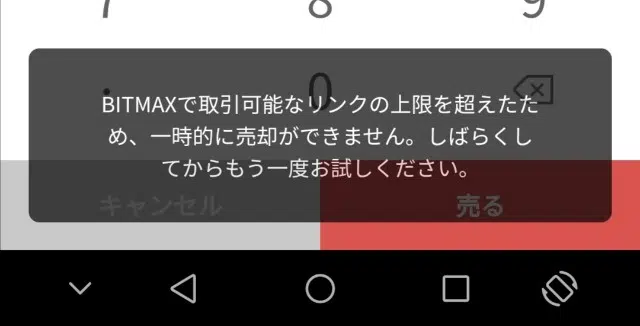 7 8 9
. 0
BITMAXで取引可能なリンクの上限を超えたた
め、一時的に売却ができません。しばらくし
てからもう一度お試しください。
キャンセル 売る